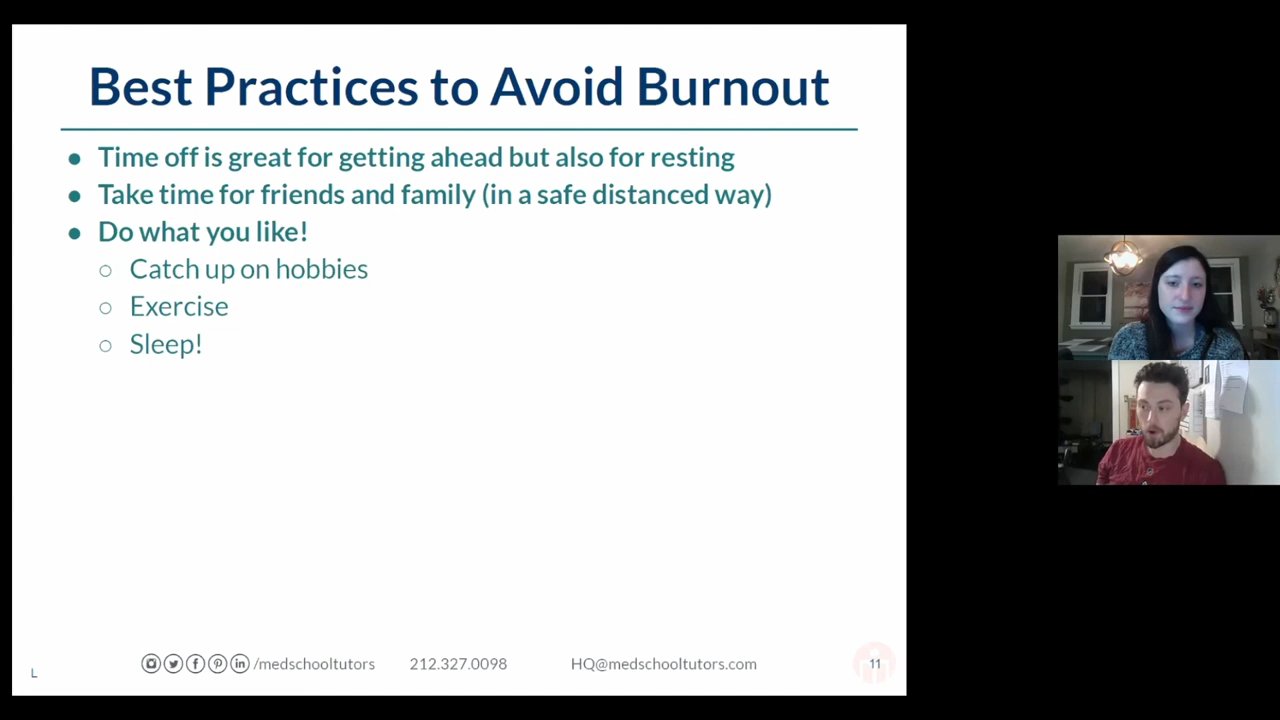 Best Practices to Avoid Burnout
● Time off is great for getting ahead but also for resting
● Take time for friends and family (in a safe distanced way)
● Do what you like!
○ Catch up on hobbies
○ Exercise
○ Sleep!
L
/medschooltutors 212.327.0098 HQ@medschooltutors.com 11